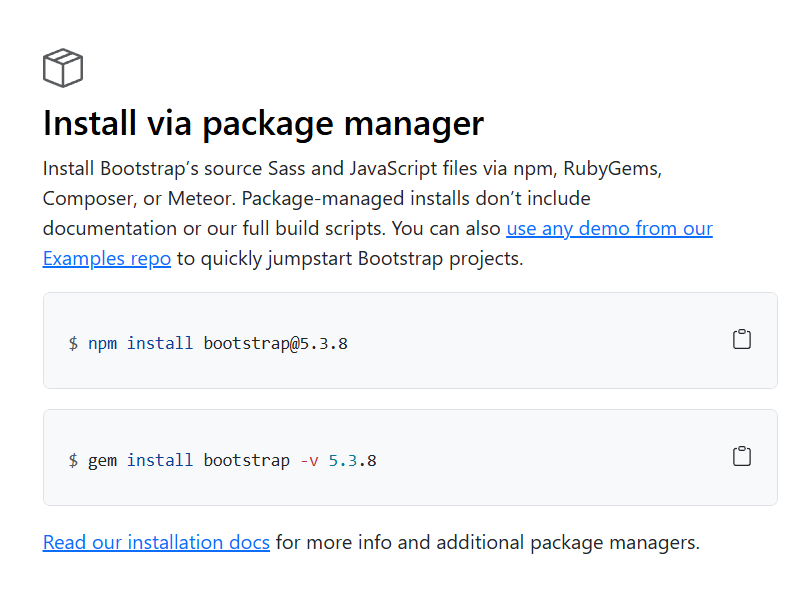 Install via package manager
Install Bootstrap’s source Sass and JavaScript files via npm, RubyGems,
Composer, or Meteor. Package-managed installs don’t include
documentation or our full build scripts. You can also use any demo from our
Examples repo to quickly jumpstart Bootstrap projects.
$ npm install bootstrap@5.3.8
$ gem install bootstrap -v 5.3.8
Read our installation docs for more info and additional package managers.